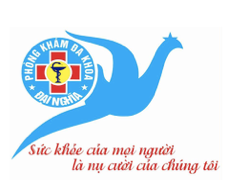 PHÒNG KHÁM ĐA KHOA
ĐẠI NGHĨA
Sức khỏe của mọi người
là nụ cười của chúng tôi